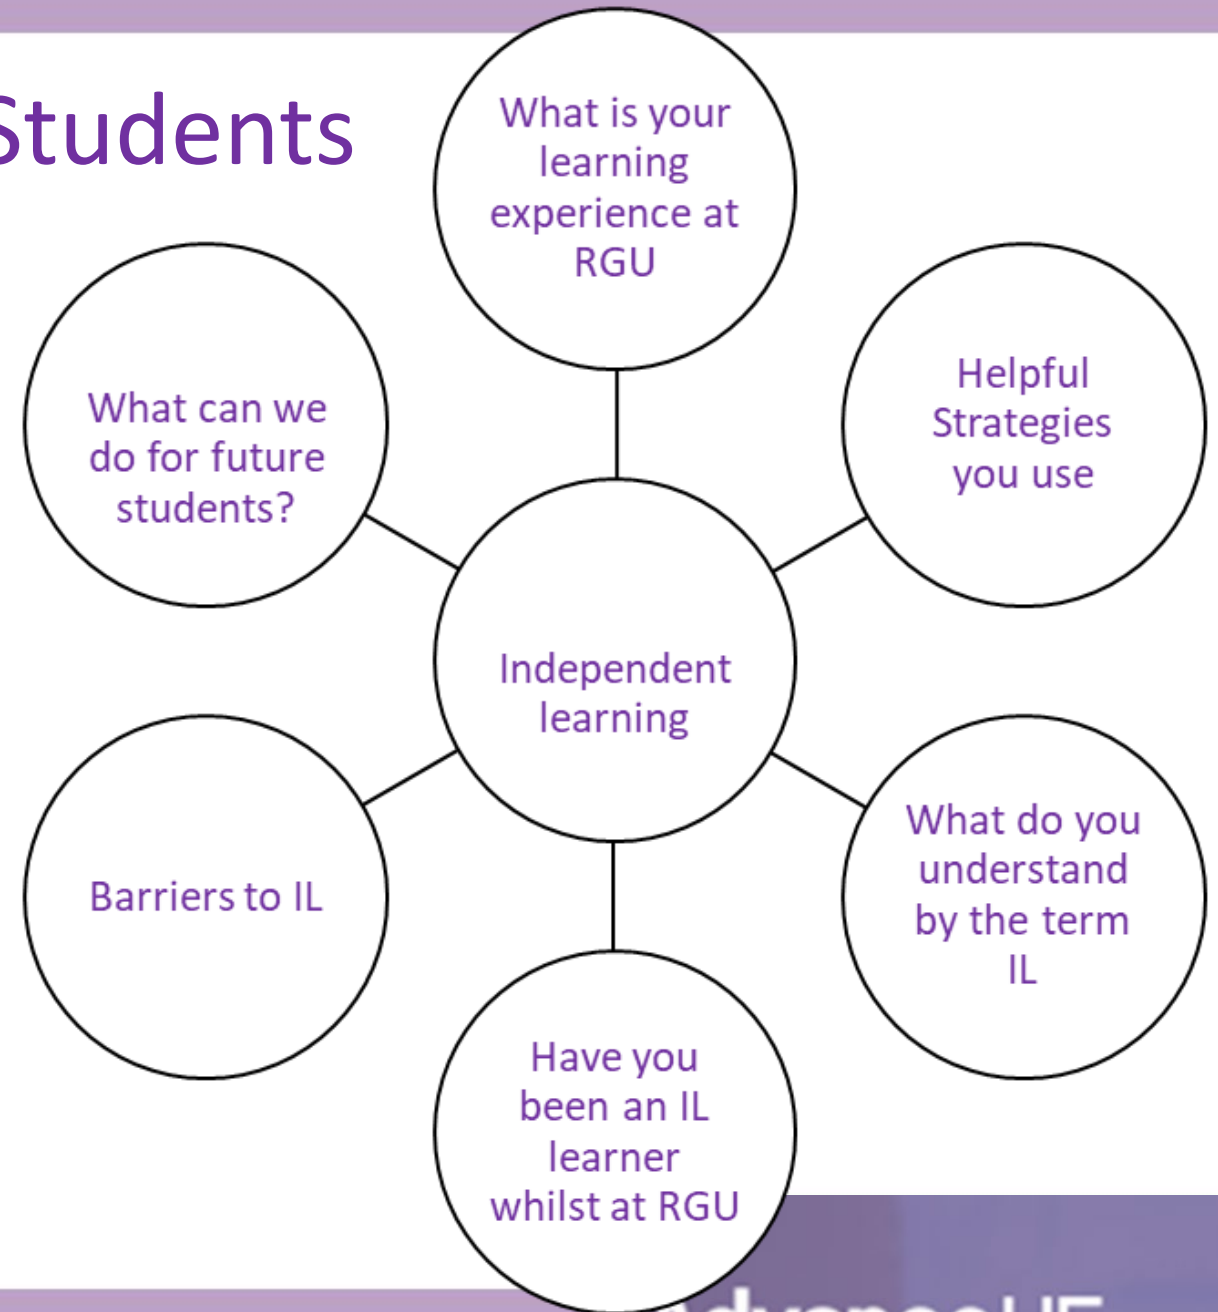 Students
What is your
learning
experience at
RGU
Helpful
Strategies
you use
What can we
do for future
students?
Independent
learning
What do you
understand
by the term
IL
Barriers to IL
Have you
been an IL
learner
whilst at RGU